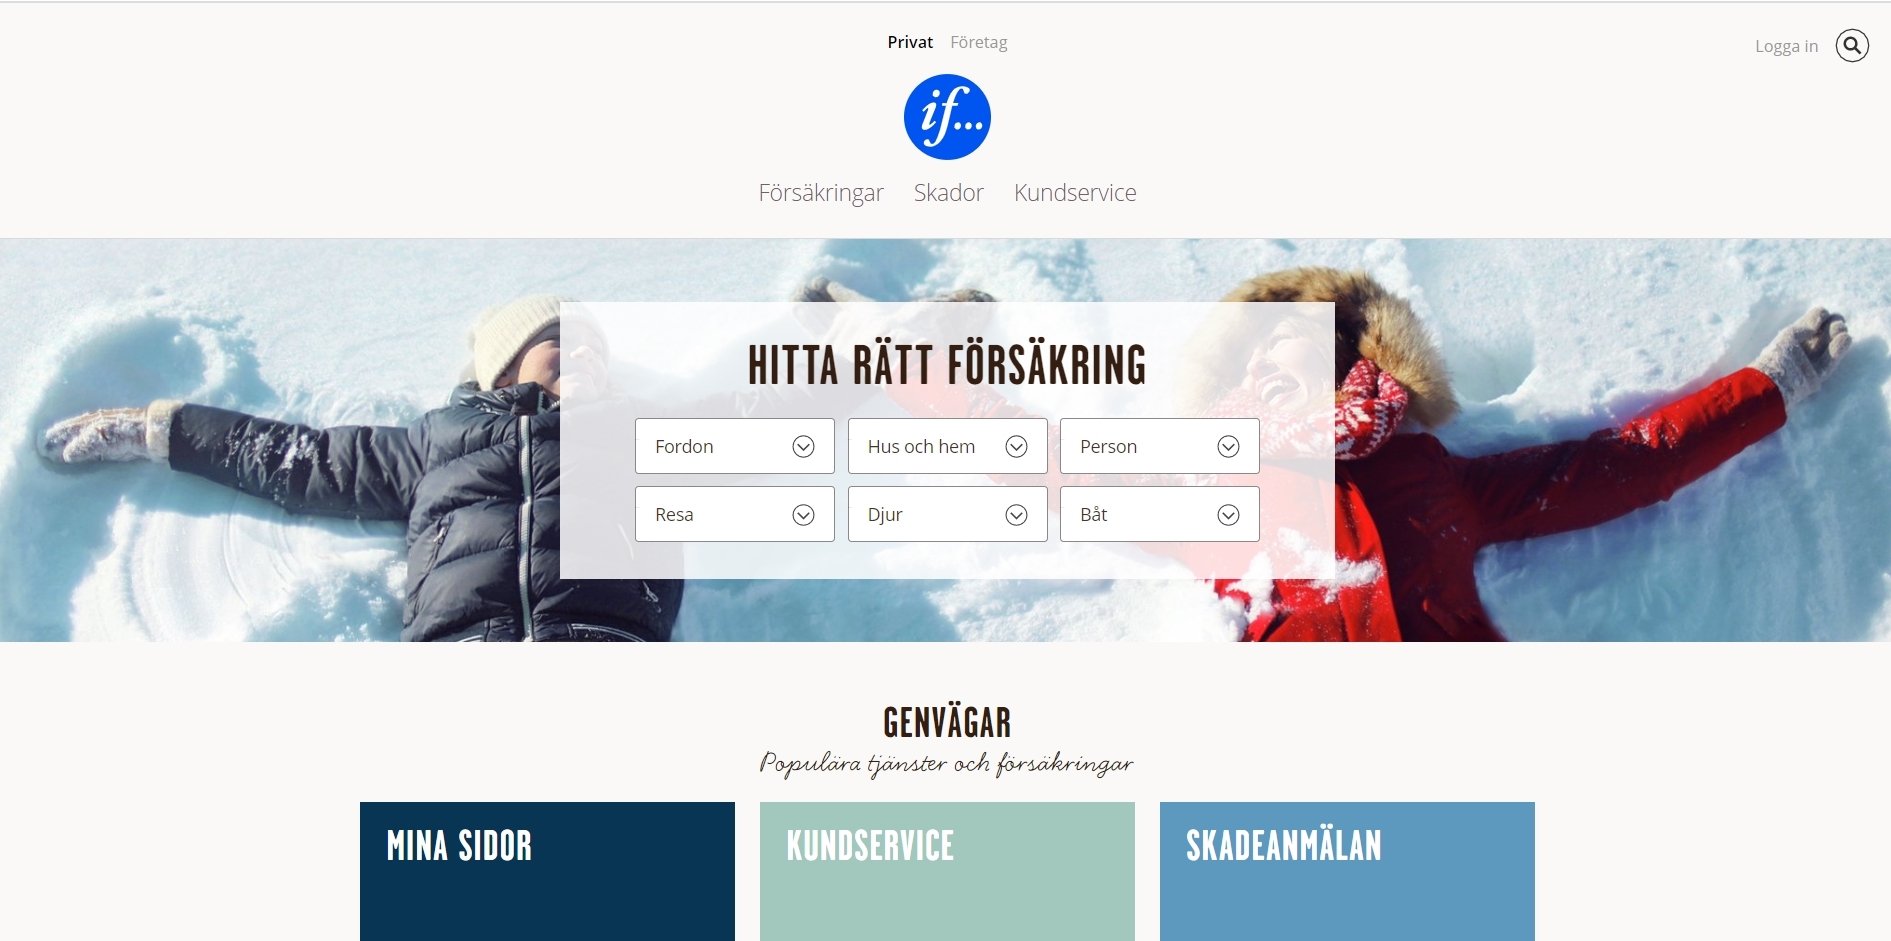 Privat Företag
Logga in
if...
Försäkringar Skador Kundservice
HITTA RÄTT FÖRSÄKRING
Fordon Hus och hem Person
Resa Djur Båt
GENVÄGAR
Populära tjänster och försäkringar
MINA SIDOR KUNDSERVICE SKADEANMÄLAN